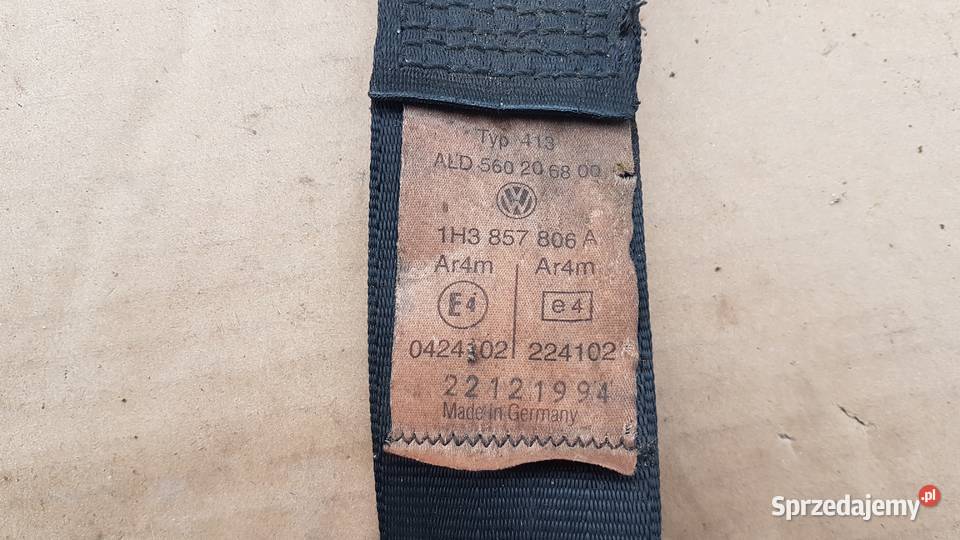 Typ 413
ALD 560 20 68 00
1H3 857 806 A
Ar4m Ar4m
E4 e4
0424102 224102
22121994
Made in Germany
Sprzedajemy.pl